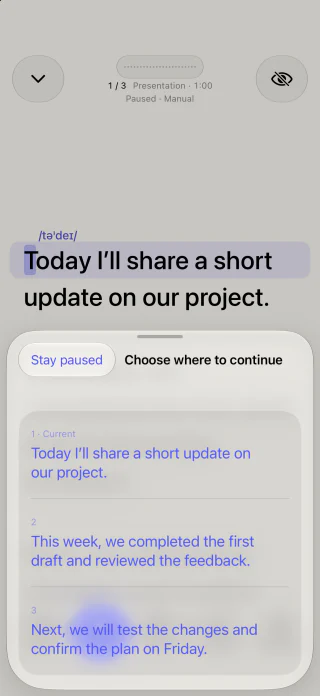 1 / 3 Presentation · 1:00
Paused · Manual
/təˈdeɪ/
Today I’ll share a short
update on our project.
Stay paused
Choose where to continue
1 · Current
Today I’ll share a short update on
our project.
2
This week, we completed the first
draft and reviewed the feedback.
3
Next, we will test the changes and
confirm the plan on Friday.